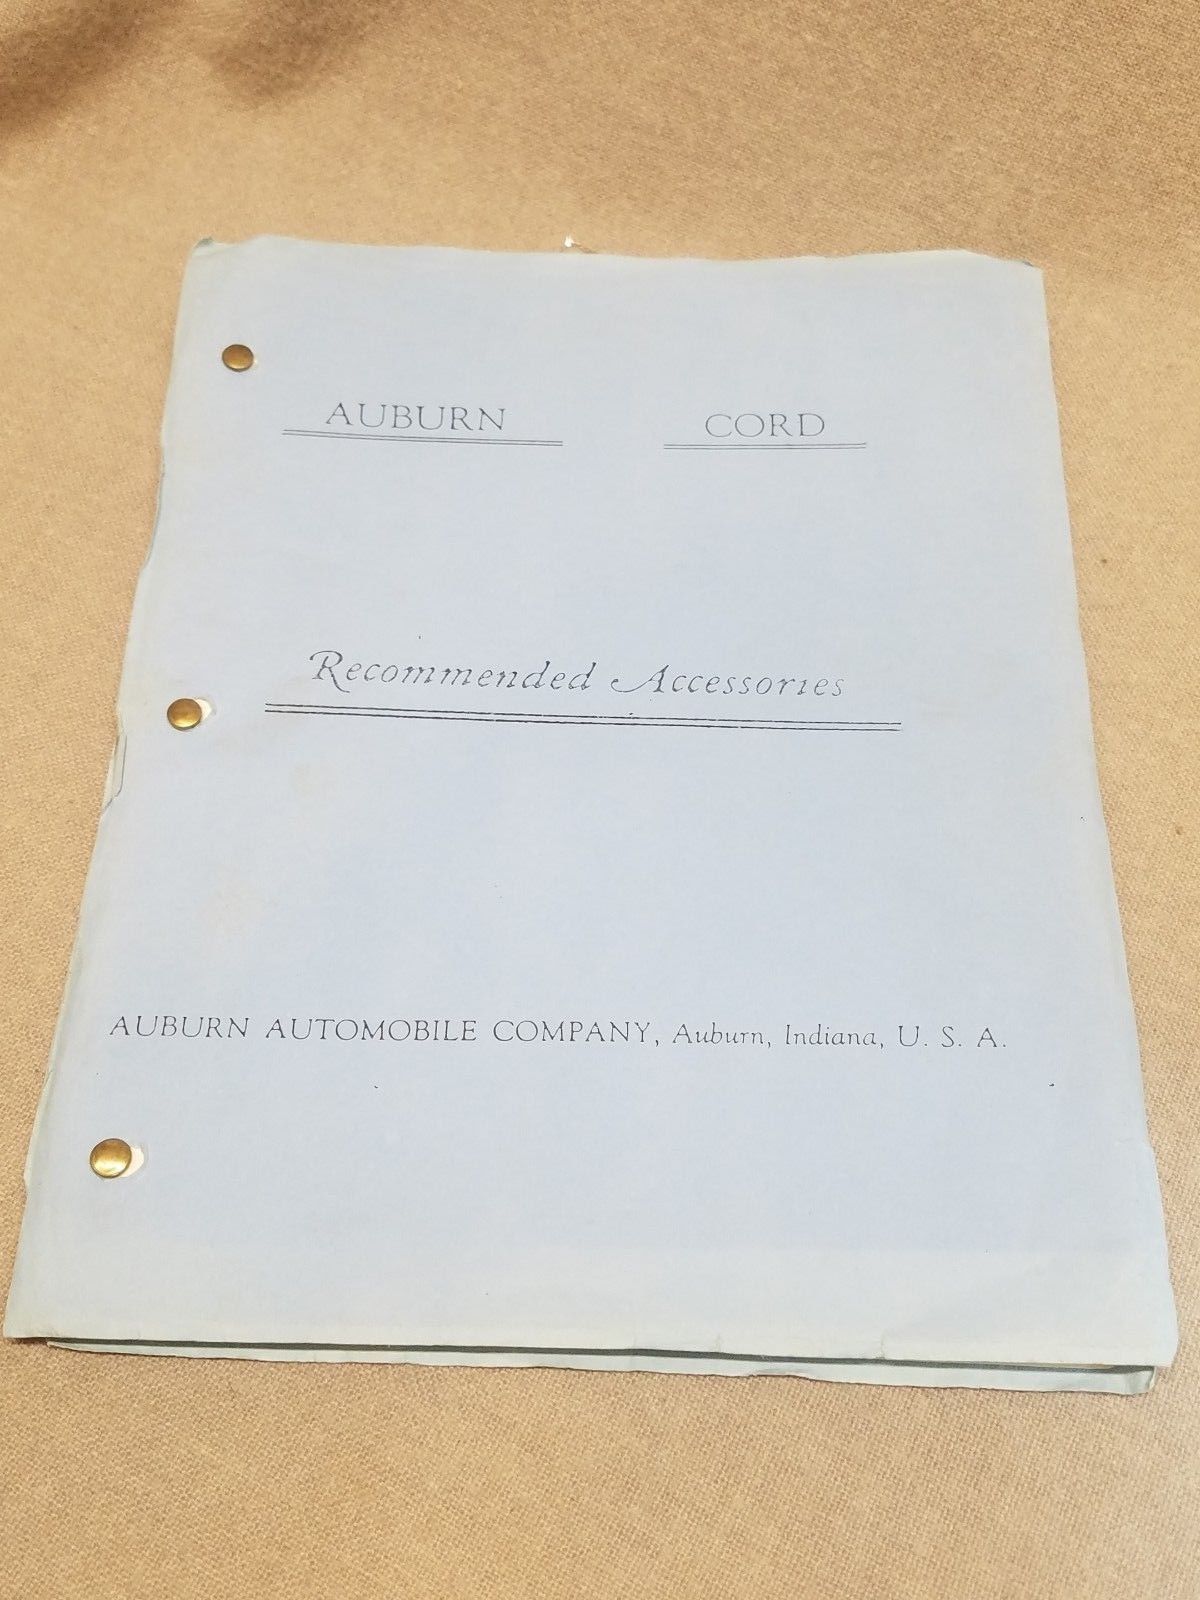 AUBURN CORD
Recommended Accessories
AUBURN AUTOMOBILE COMPANY, Auburn, Indiana, U. S. A.